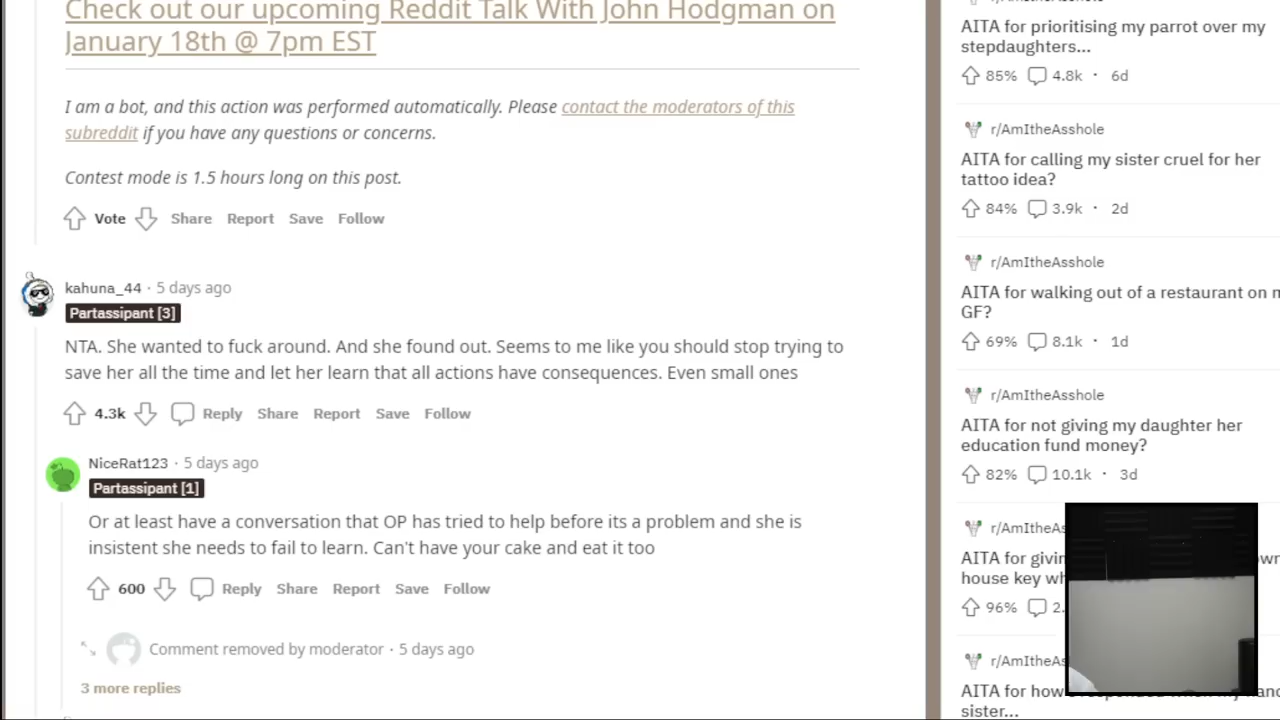 Check out our upcoming Reddit Talk With John Hodgman on
January 18th @ 7pm EST
I am a bot, and this action was performed automatically. Please contact the moderators of this
subreddit if you have any questions or concerns.
Contest mode is 1.5 hours long on this post.
Vote Share Report Save Follow
kahuna_44 · 5 days ago
Partassipant [3]
NTA. She wanted to fuck around. And she found out. Seems to me like you should stop trying to
save her all the time and let her learn that all actions have consequences. Even small ones
4.3k Reply Share Report Save Follow
NiceRat123 · 5 days ago
Partassipant [1]
Or at least have a conversation that OP has tried to help before its a problem and she is
insistent she needs to fail to learn. Can't have your cake and eat it too
600 Reply Share Report Save Follow
Comment removed by moderator · 5 days ago
3 more replies
r/AmItheAsshole
AITA for prioritising my parrot over my
stepdaughters...
85% 4.8k · 6d
r/AmItheAsshole
AITA for calling my sister cruel for her
tattoo idea?
84% 3.9k · 2d
r/AmItheAsshole
AITA for walking out of a restaurant on
GF?
69% 8.1k · 1d
r/AmItheAsshole
AITA for not giving my daughter her
education fund money?
82% 10.1k · 3d
r/AmItheAs
AITA for
house key
96% 2.
r/AmItheAs
AITA for
sister...